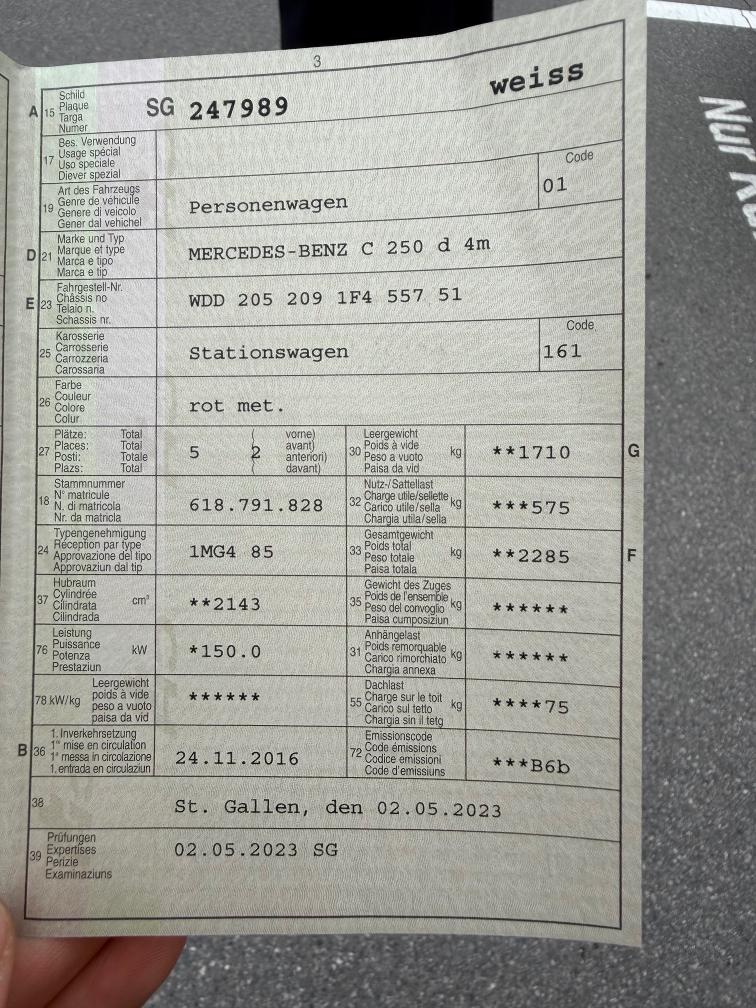 3
A 15 Schild
Plaque
Targa
Numer
SG 247989 weiss
17 Bes. Verwendung
Usage spécial
Uso speciale
Diever spezial
19 Art des Fahrzeugs
Genre de véhicule
Genere di veicolo
Gener dal vehichel
Personenwagen
Code
01
D 21 Marke und Typ
Marque et type
Marca e tipo
Marca e tip
MERCEDES-BENZ C 250 d 4m
E 23 Fahrgestell-Nr.
Châssis no
Telaio n.
Schassis nr.
WDD 205 209 1F4 557 51
25 Karosserie
Carrosserie
Carrozzeria
Carossaria
Stationswagen
Code
161
26 Farbe
Couleur
Colore
Colur
rot met.
27 Plätze: Total
Places: Total
Posti: Totale
Plazs: Total
5 ( vorne)
2 avant)
( anteriori)
( davant)
30 Leergewicht
Poids à vide
Peso a vuoto
Paisa da vid
kg **1710 G
18 Stammnummer
N° matricule
N. di matricola
Nr. da matricla
618.791.828
32 Nutz-/Sattellast
Charge utile/sellette
Carico utile/sella
Chargia utila/sella
kg ***575
24 Typengenehmigung
Réception par type
Approvazione del tipo
Approvaziun dal tip
1MG4 85
33 Gesamtgewicht
Poids total
Peso totale
Paisa totala
kg **2285 F
37 Hubraum
Cylindrée
Cilindrata
Cilindrada
cm³ **2143
35 Gewicht des Zuges
Poids de l'ensemble
Peso del convoglio
Paisa cumposiziun
kg ******
76 Leistung
Puissance
Potenza
Prestaziun
kW *150.0
31 Anhängelast
Poids remorquable
Carico rimorchiato
Chargia annexa
kg ******
78 kW/kg Leergewicht
poids à vide
peso a vuoto
paisa da vid
******
55 Dachlast
Charge sur le toit
Carico sul tetto
Chargia sin il tetg
kg ****75
B 36 1. Inverkehrsetzung
1re mise en circulation
1a messa in circolazione
1. entrada en circulaziun
24.11.2016
72 Emissionscode
Code émissions
Codice emissioni
Code d'emissiuns
***B6b
38 St. Gallen, den 02.05.2023
39 Prüfungen
Expertises
Perizie
Examinaziuns
02.05.2023 SG
Nur